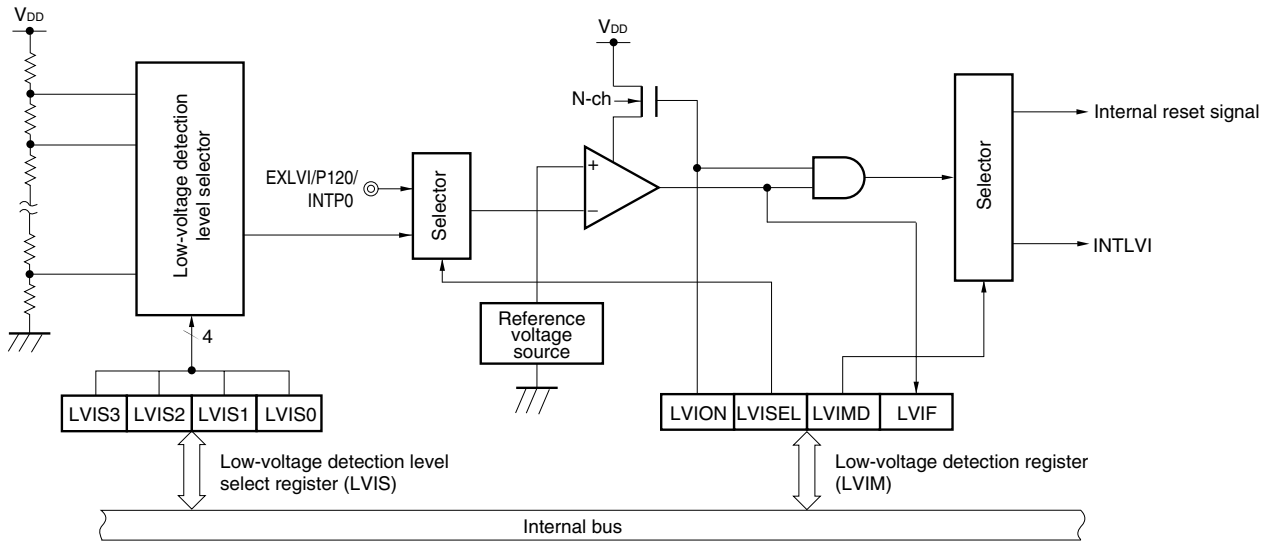 VDD
Low-voltage detection
level selector
4
LVIS3
LVIS2
LVIS1
LVIS0
Low-voltage detection level
select register (LVIS)
EXLVI/P120/
INTP0
Selector
VDD
N-ch
+
−
Reference
voltage
source
Selector
Internal reset signal
INTLVI
LVION
LVISEL
LVIMD
LVIF
Low-voltage detection register
(LVIM)
Internal bus